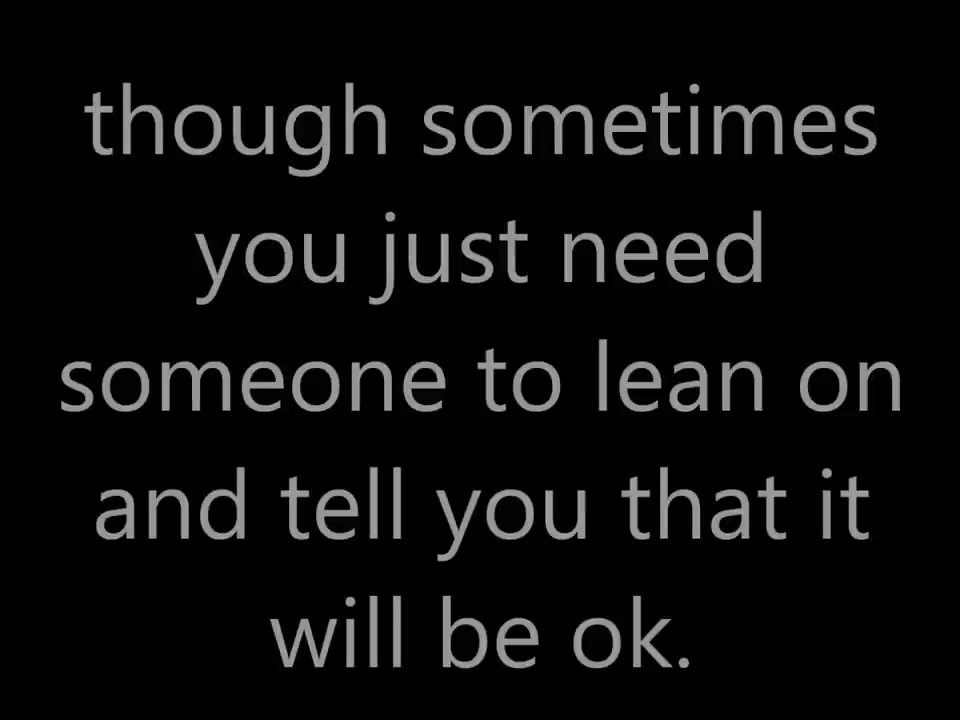 though sometimes
you just need
someone to lean on
and tell you that it
will be ok.